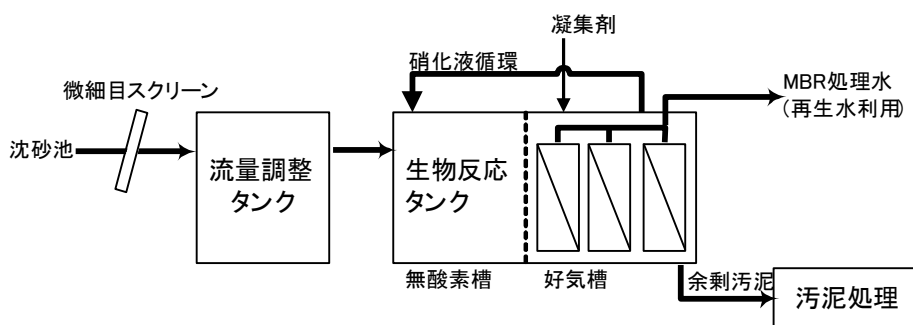 凝集剤
硝化液循環
微細目スクリーン
MBR処理水
(再生水利用)
沈砂池
流量調整
タンク
生物反応
タンク
無酸素槽
好気槽
余剰汚泥
汚泥処理